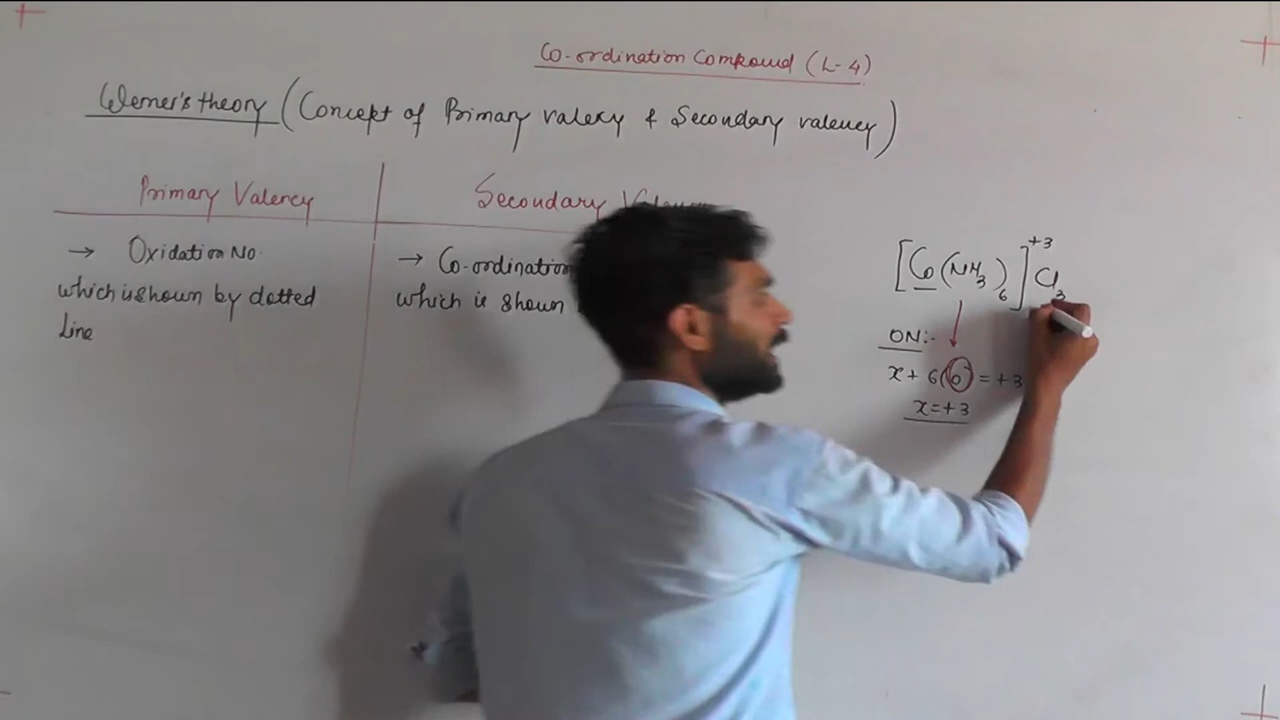 Co-ordination Compound (L-4)
Werner's theory (Concept of Primary valecy & Secondary valency)
Primary Valency
Secondary
→ Oxidation No.
which is shown by dotted
line
→ Co-ordination
which is shown
[Co(NH3)6]+3 Cl3
ON:-
x + 6(0) = +3
x = +3